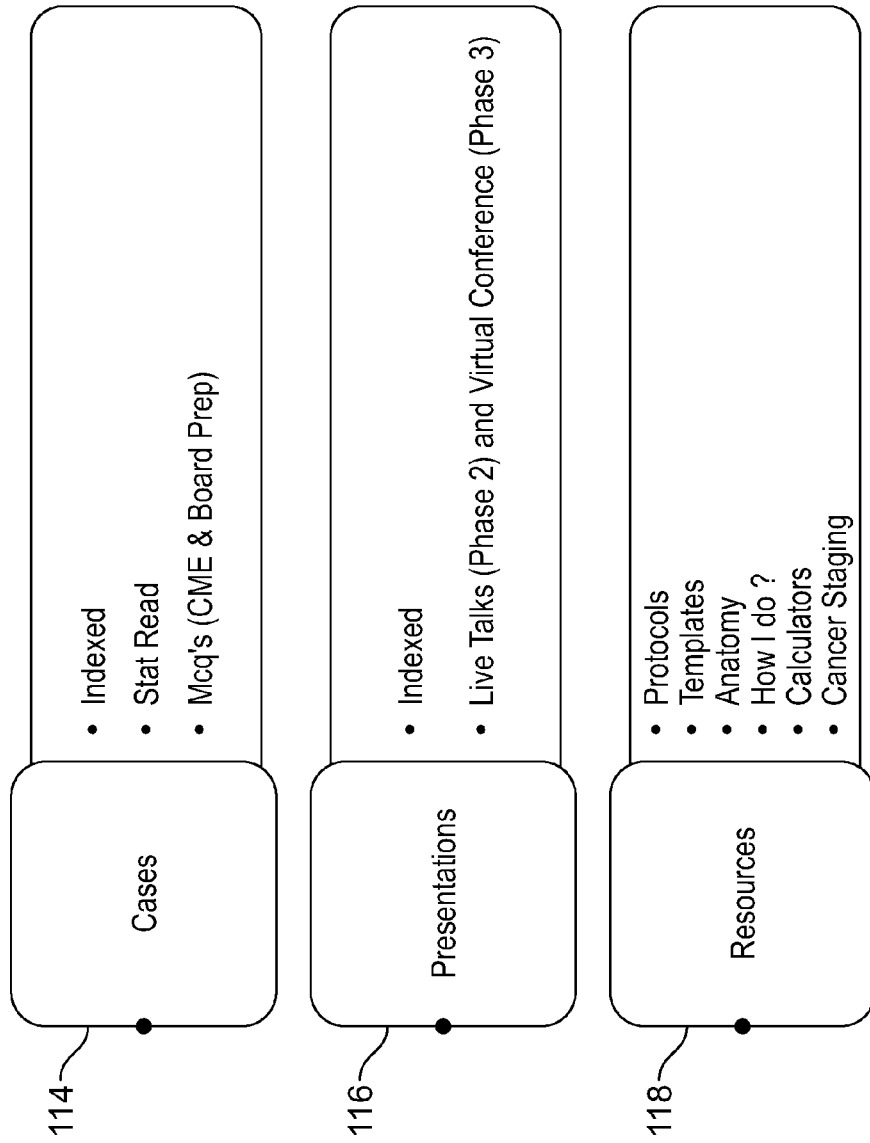 114
Cases
• Indexed
• Stat Read
• Mcq's (CME & Board Prep)
116
Presentations
• Indexed
• Live Talks (Phase 2) and Virtual Conference (Phase 3)
118
Resources
• Protocols
• Templates
• Anatomy
• How I do ?
• Calculators
• Cancer Staging